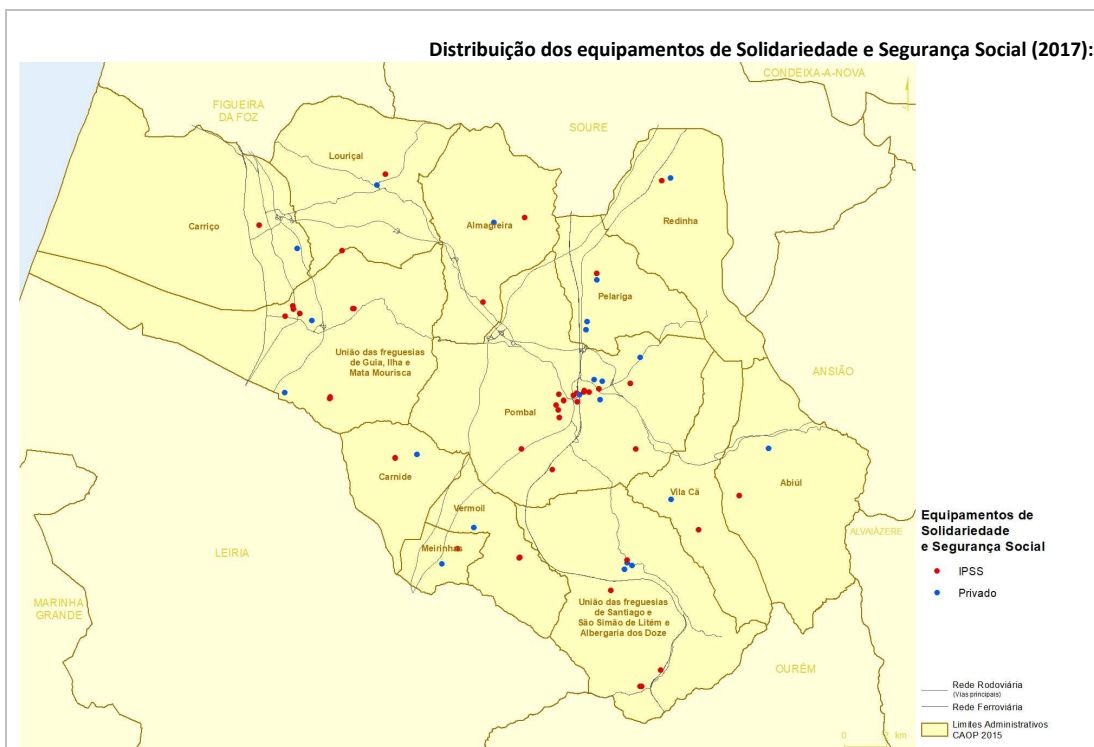 Distribuição dos equipamentos de Solidariedade e Segurança Social (2017):
CONDEIXA-A-NOVA
FIGUEIRA
DA FOZ
SOURE
Louriçal
Redinha
Almagreira
Carriço
Pelariga
União das freguesias
de Guia, Ilha e
Mata Mourisca
ANSIÃO
Pombal
Carnide
Vila Cã
Abiúl
Vermoil
Meirinhas
LEIRIA
ALVAIÁZERE
MARINHA
GRANDE
União das freguesias
de Santiago e
São Simão de Litém e
Albergaria dos Doze
OURÉM
Equipamentos de
Solidariedade
e Segurança Social
IPSS
Privado
Rede Rodoviária
(Vias principais)
Rede Ferroviária
Limites Administrativos
CAOP 2015
0 2 km